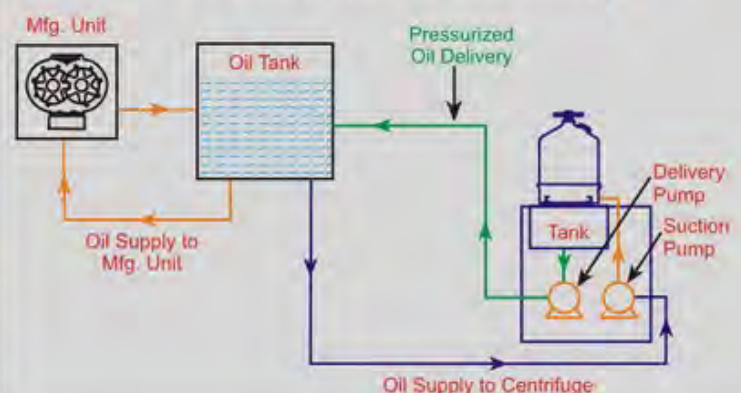 Mfg. Unit
Oil Tank
Pressurized
Oil Delivery
Delivery
Pump
Tank
Suction
Pump
Oil Supply to
Mfg. Unit
Oil Supply to Centrifuge